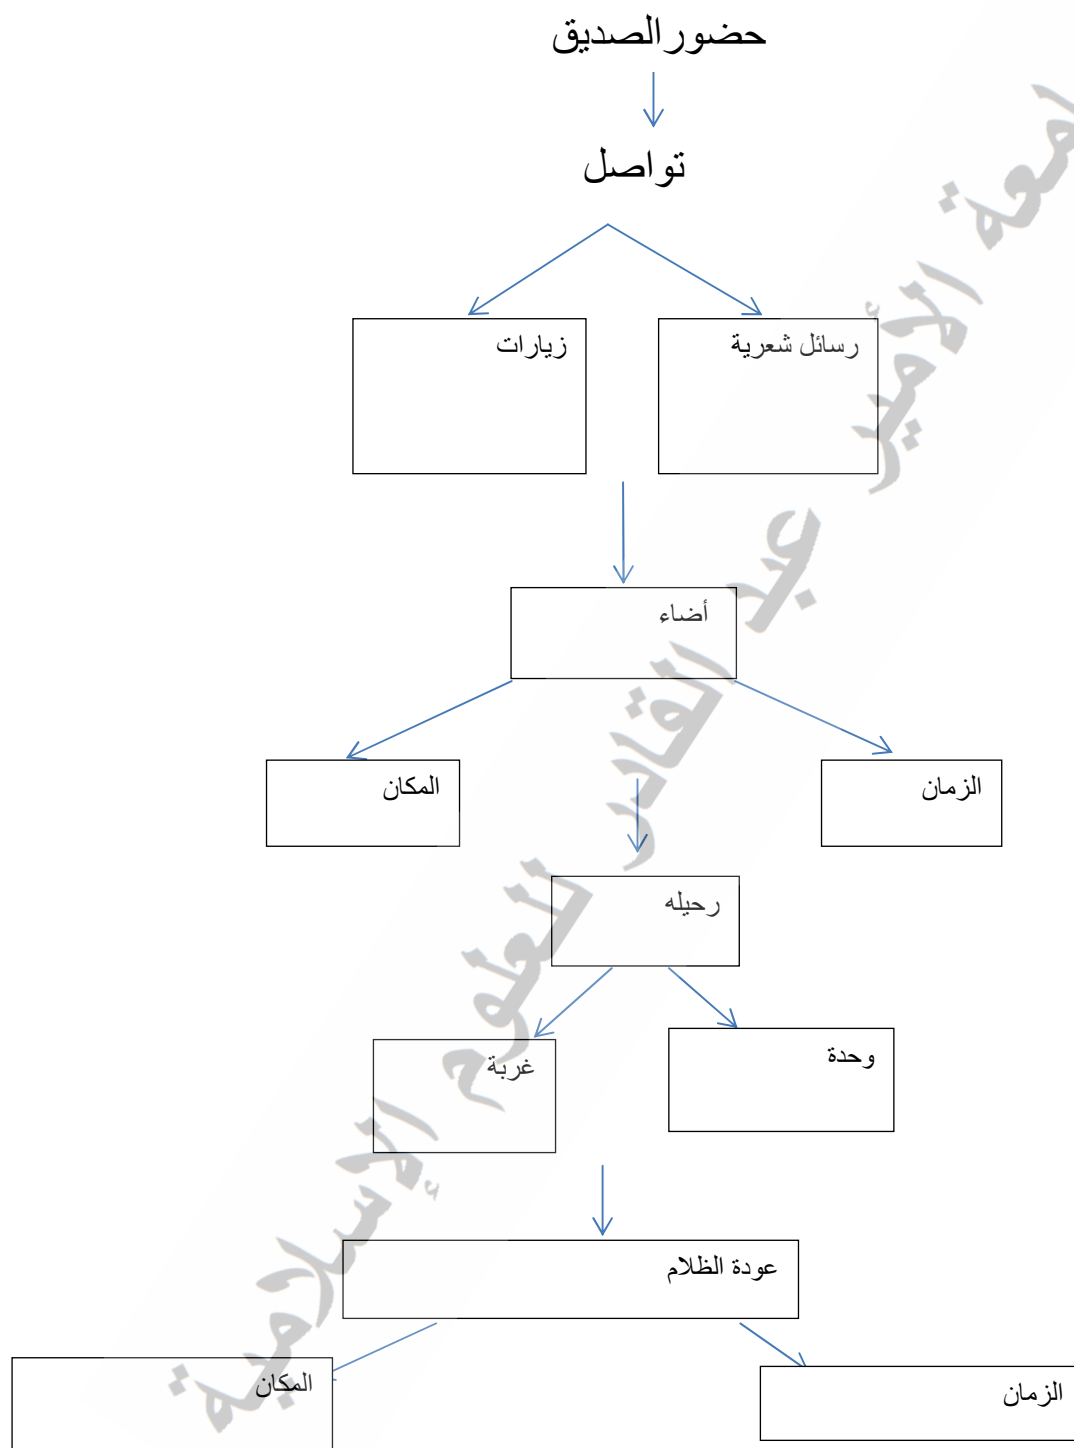 حضور الصديق
تواصل
رسائل شعرية
زيارات
أضاء
الزمان
المكان
رحيله
وحدة
غربة
عودة الظلام
الزمان
المكان
جامعة الأمير عبد القادر للعلوم الإسلامية